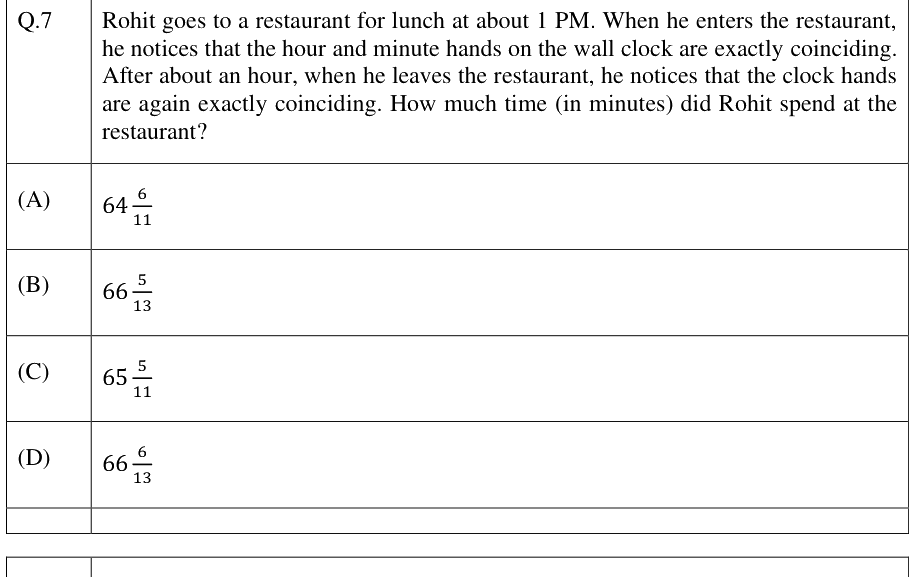 Q.7 Rohit goes to a restaurant for lunch at about 1 PM. When he enters the restaurant,
he notices that the hour and minute hands on the wall clock are exactly coinciding.
After about an hour, when he leaves the restaurant, he notices that the clock hands
are again exactly coinciding. How much time (in minutes) did Rohit spend at the
restaurant?
(A) 64 6/11
(B) 66 5/13
(C) 65 5/11
(D) 66 6/13